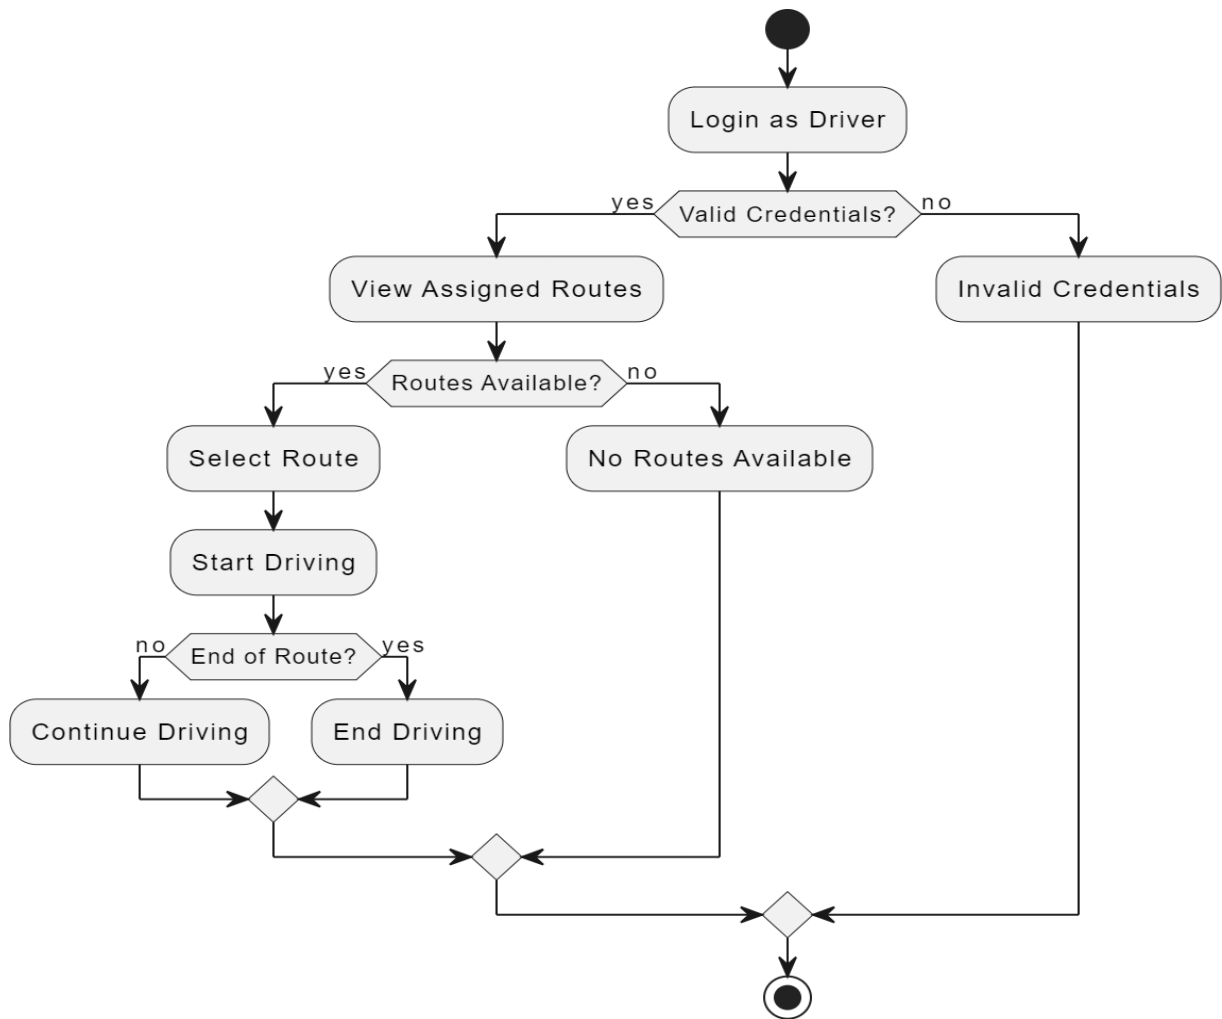 Login as Driver
yes
Valid Credentials?
no
View Assigned Routes
Invalid Credentials
yes
Routes Available?
no
Select Route
No Routes Available
Start Driving
no
End of Route?
yes
Continue Driving
End Driving